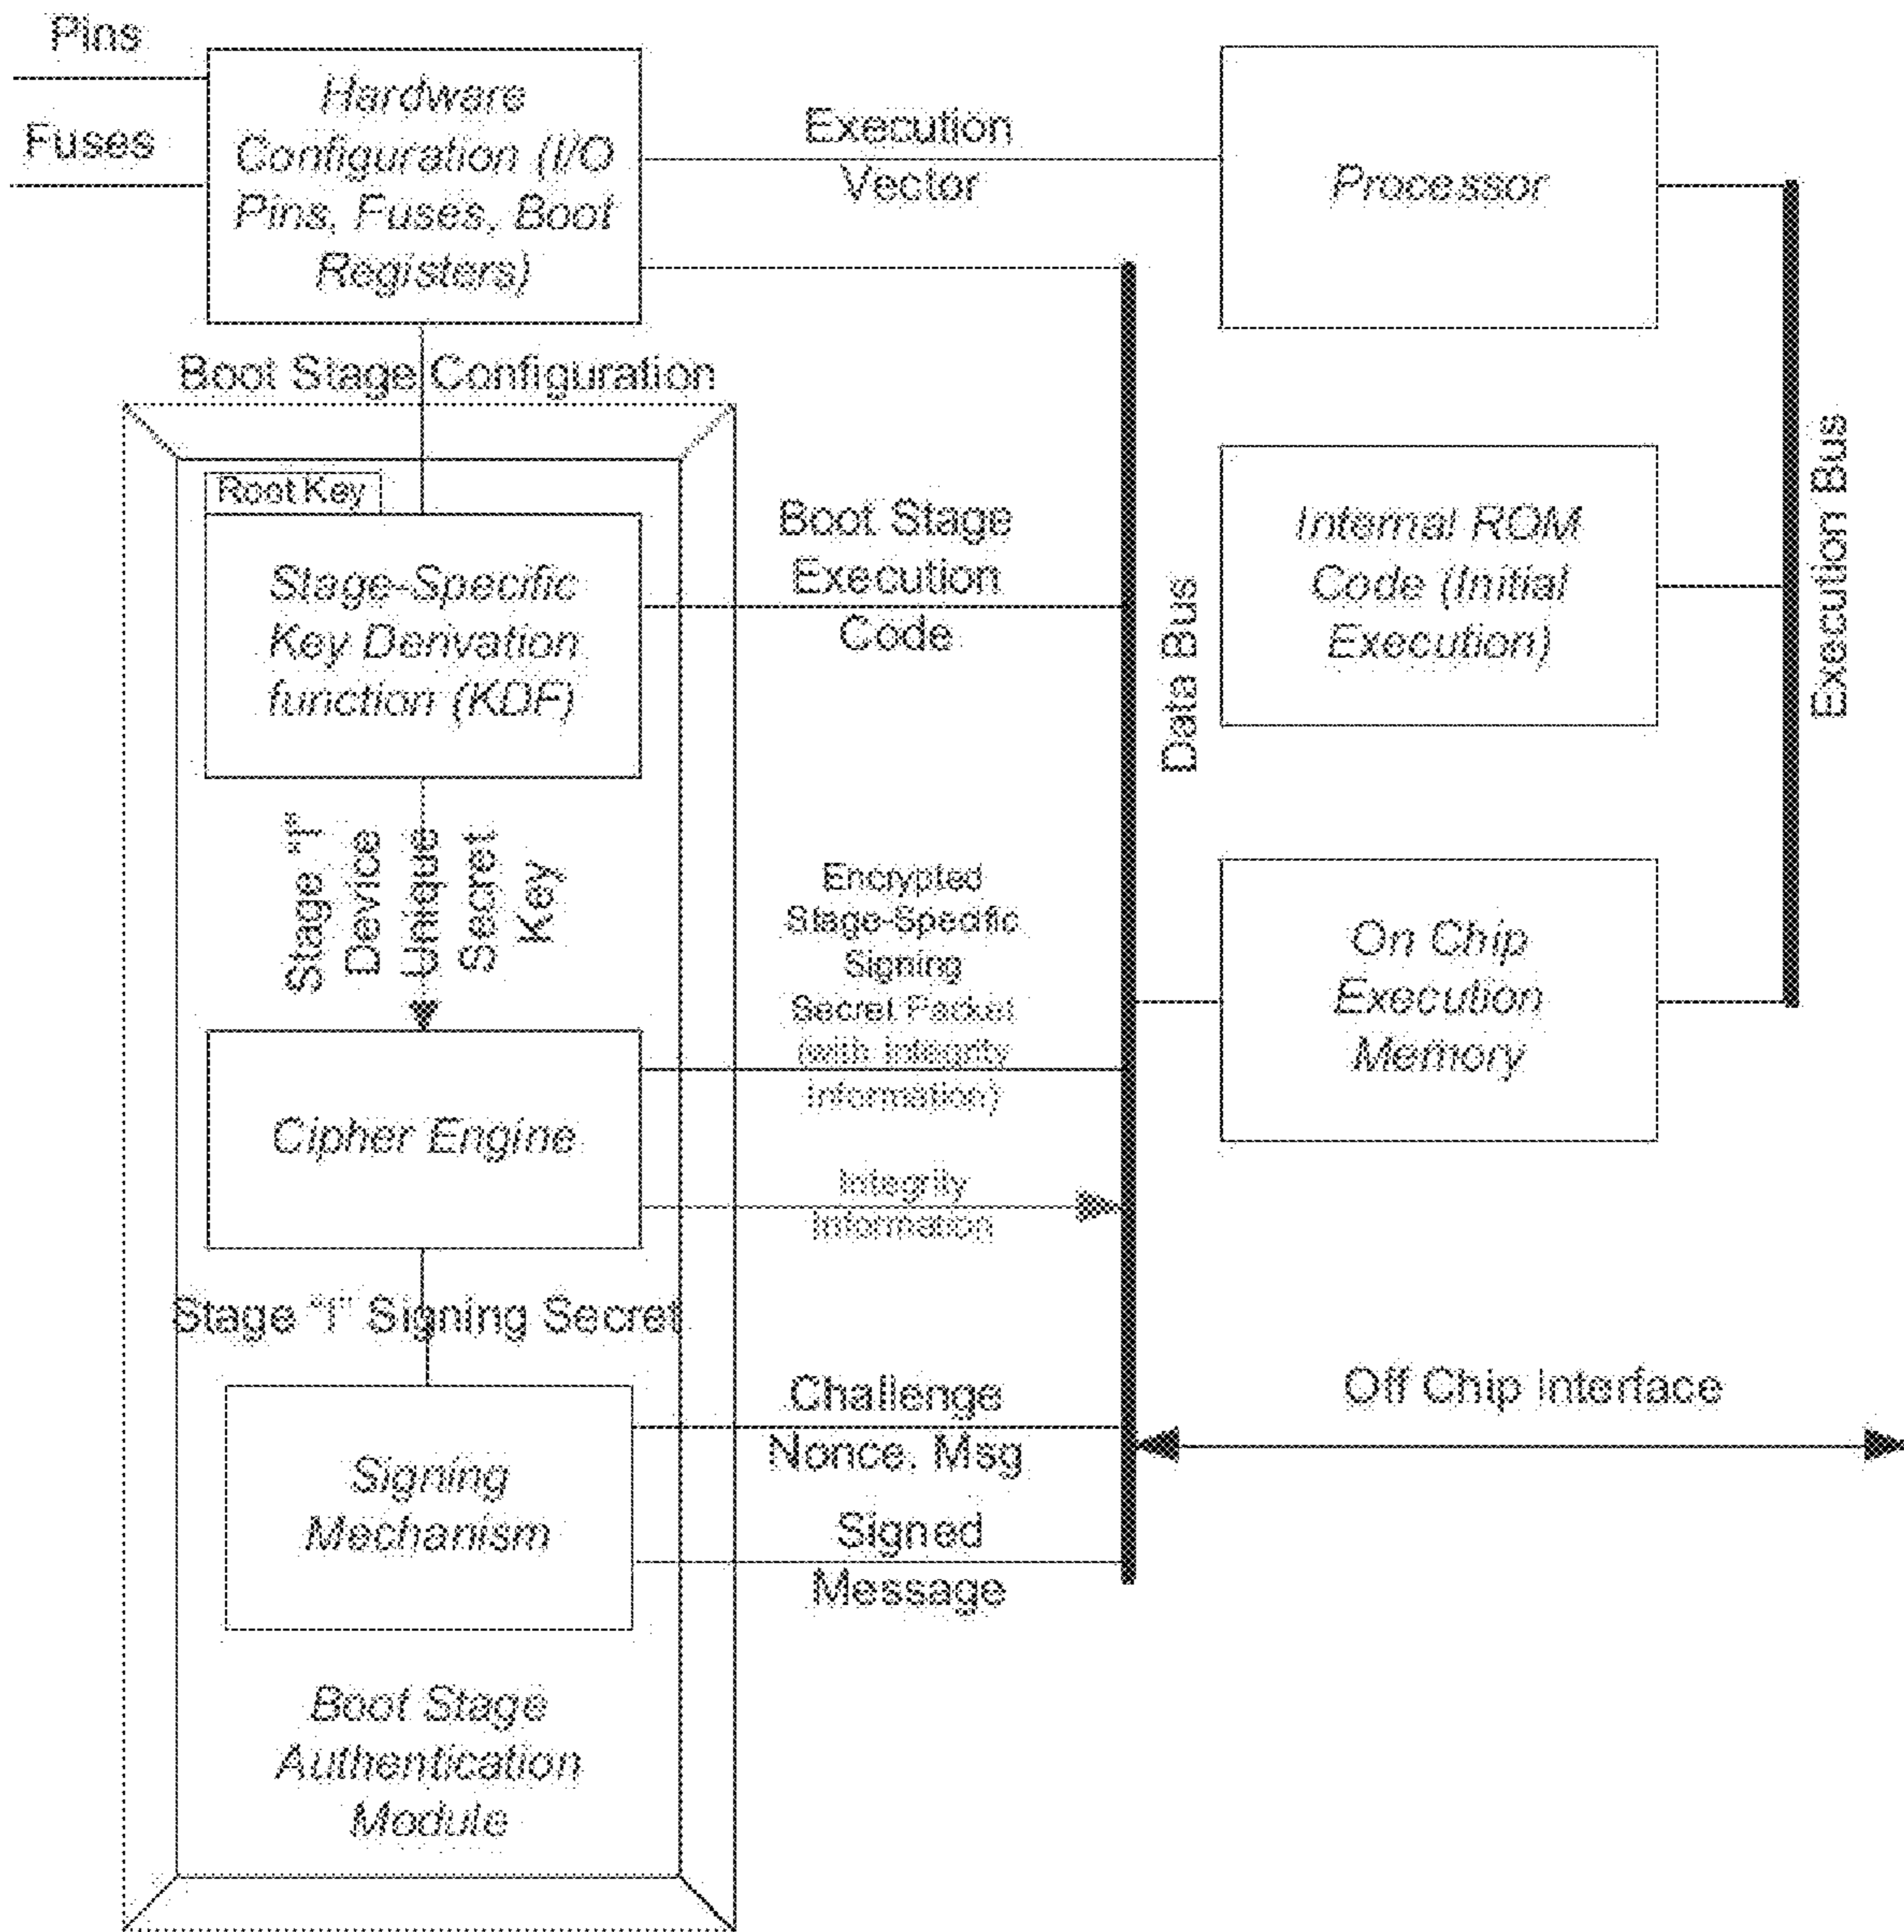 Pins
Fuses
Hardware
Configuration (I/O
Pins, Fuses, Boot
Registers)
Execution
Vector
Processor
Boot Stage Configuration
Root Key
Stage-Specific
Key Derivation
function (KDF)
Boot Stage
Execution
Code
Data Bus
Internal ROM
Code (Initial
Execution)
Execution Bus
Stage "I"
Device
Unique
Secret
Key
Encrypted
Stage-Specific
Signing
Secret Packet
(with integrity
information)
On Chip
Execution
Memory
Cipher Engine
Integrity
Information
Stage "I" Signing Secret
Signing
Mechanism
Challenge
Nonce, Msg
Signed
Message
Off Chip Interface
Boot Stage
Authentication
Module